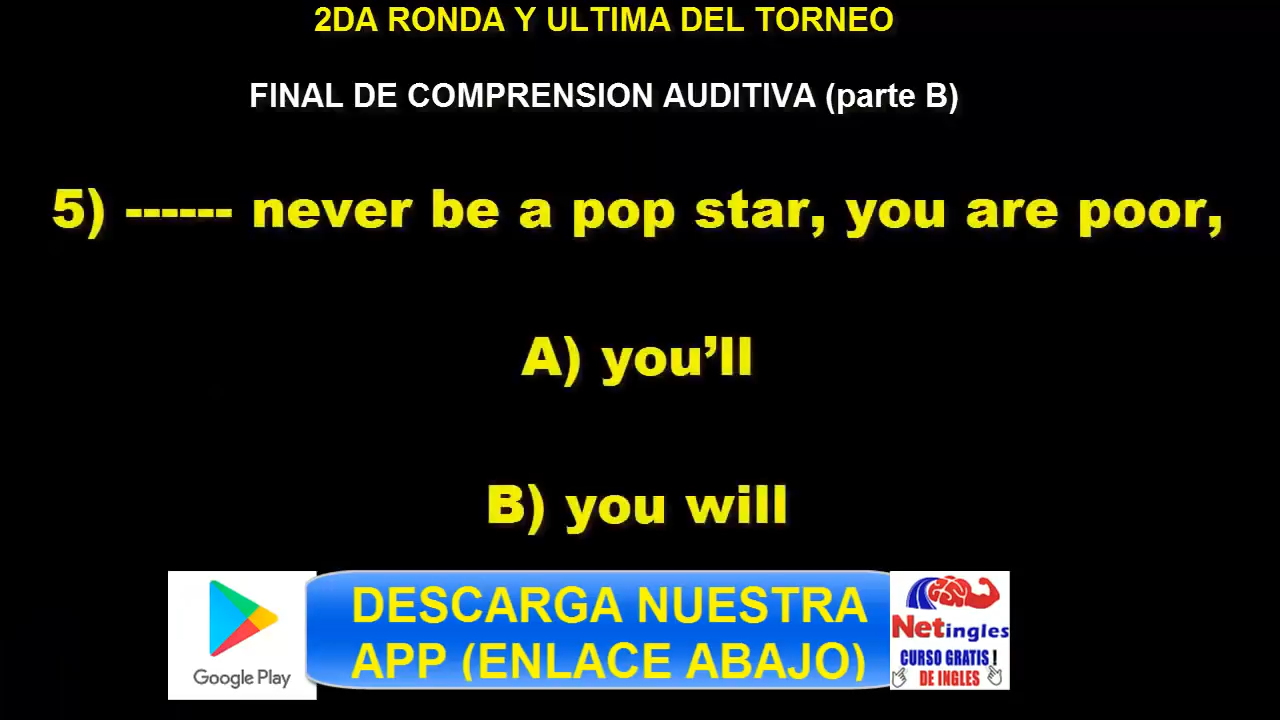 2DA RONDA Y ULTIMA DEL TORNEO
FINAL DE COMPRENSION AUDITIVA (parte B)
5) ------ never be a pop star, you are poor,
A) you’ll
B) you will
DESCARGA NUESTRA
APP (ENLACE ABAJO)
Google Play
Netingles
CURSO GRATIS !
DE INGLES